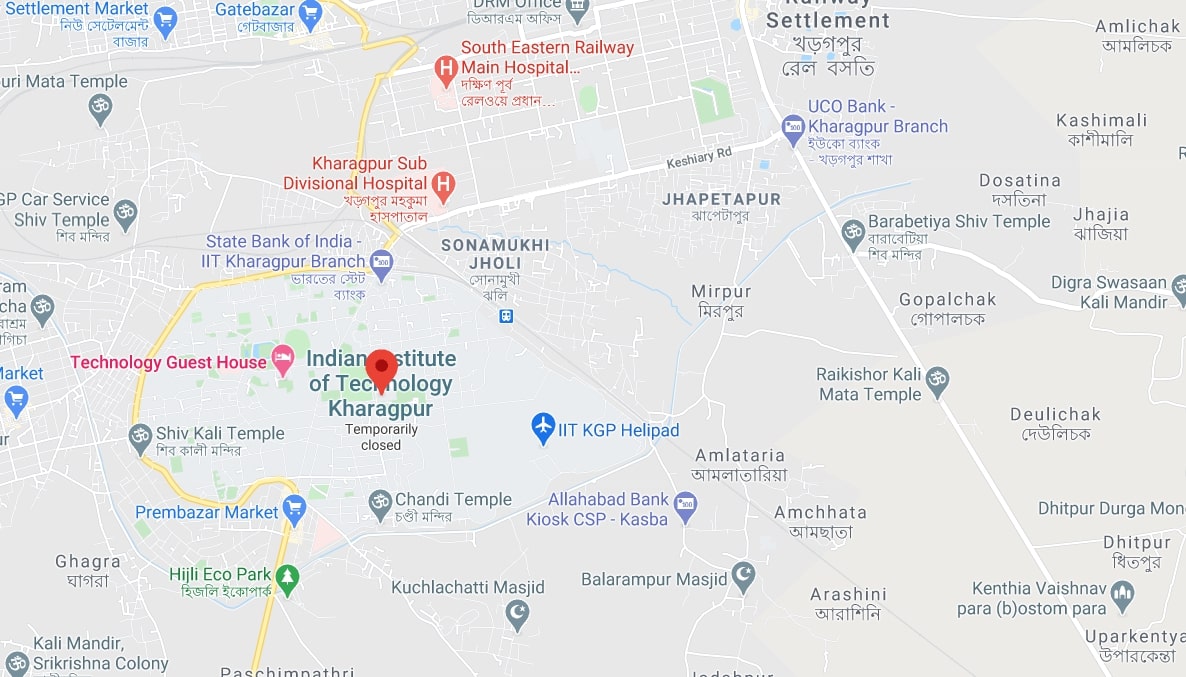 Settlement Market
নিউ সেটেলমেন্ট
বাজার
Gatebazar
গেটবাজার
DRM Office
ডিআরএম অফিস
Railway
Settlement
খড়গপুর
রেল বসতি
Amlichak
আমলিচক
South Eastern Railway
Main Hospital...
দক্ষিণ পূর্ব
রেলওয়ে প্রধান...
uri Mata Temple
UCO Bank -
Kharagpur Branch
ইউকো ব্যাংক
- খড়গপুর শাখা
Kashimali
কাশীমালি
Keshiary Rd
Kharagpur Sub
Divisional Hospital
খড়গপুর মহকুমা
হাসপাতাল
JHAPETAPUR
ঝাপেটাপুর
Dosatina
দসতিনা
GP Car Service
Shiv Temple
শিব মন্দির
Barabetiya Shiv Temple
বারাবেটিয়া
শিব মন্দির
Jhajia
ঝাজিয়া
State Bank of India -
IIT Kharagpur Branch
ভারতের স্টেট
ব্যাংক
SONAMUKHI
JHOLI
সোনামুখী
ঝলি
Mirpur
মিরপুর
Digra Swasaan
Kali Mandir
Gopalchak
গোপালচক
Technology Guest House
Indian Institute
of Technology
Kharagpur
Temporarily
closed
Raikishor Kali
Mata Temple
Market
Deulichak
দেউলিচক
Shiv Kali Temple
শিব কালী মন্দির
IIT KGP Helipad
Amlataria
আমলাতারিয়া
Prembazar Market
Chandi Temple
চণ্ডী মন্দির
Allahabad Bank
Kiosk CSP - Kasba
Amchhata
আমছাতা
Dhitpur Durga
Dhitpur
ধিতপুর
Ghagra
ঘাগরা
Hijli Eco Park
হিজলি ইকোপার্ক
Kuchlachatti Masjid
Balarampur Masjid
Arashini
আরাশিনি
Kenthia Vaishnav
para (b)ostom para
Kali Mandir,
Srikrishna Colony
Uparkentya
উপারকেন্তা
Paschimpathri